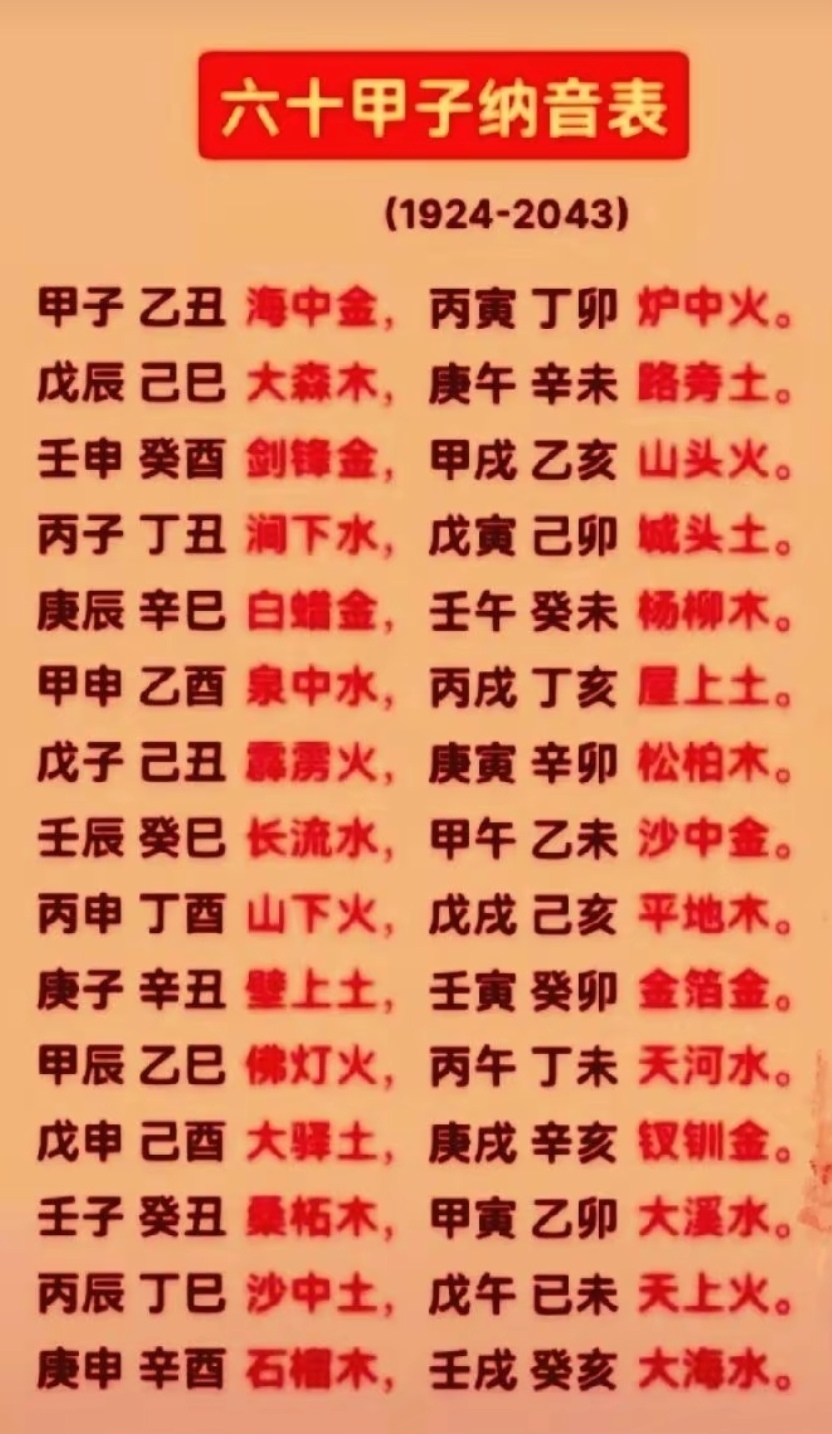 六十甲子纳音表
(1924-2043)
甲子 乙丑 海中金, 丙寅 丁卯 炉中火。
戊辰 己巳 大森木, 庚午 辛未 路旁土。
壬申 癸酉 剑锋金, 甲戌 乙亥 山头火。
丙子 丁丑 涧下水, 戊寅 己卯 城头土。
庚辰 辛巳 白蜡金, 壬午 癸未 杨柳木。
甲申 乙酉 泉中水, 丙戌 丁亥 屋上土。
戊子 己丑 霹雳火, 庚寅 辛卯 松柏木。
壬辰 癸巳 长流水, 甲午 乙未 沙中金。
丙申 丁酉 山下火, 戊戌 己亥 平地木。
庚子 辛丑 壁上土, 壬寅 癸卯 金箔金。
甲辰 乙巳 佛灯火, 丙午 丁未 天河水。
戊申 己酉 大驿土, 庚戌 辛亥 钗钏金。
壬子 癸丑 桑柘木, 甲寅 乙卯 大溪水。
丙辰 丁巳 沙中土, 戊午 已未 天上火。
庚申 辛酉 石榴木, 壬戌 癸亥 大海水。